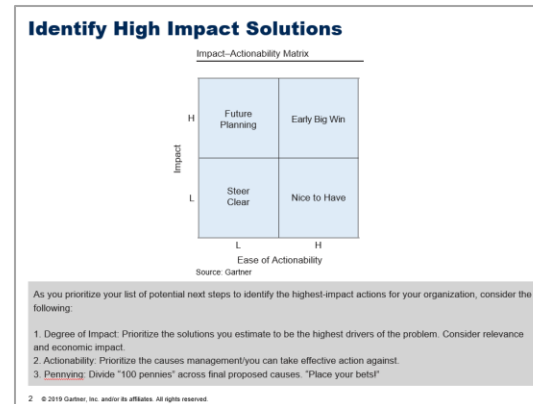 Identify High Impact Solutions
Impact–Actionability Matrix
H
Future
Planning
Early Big Win
Impact
L
Steer
Clear
Nice to Have
L
H
Ease of Actionability
Source: Gartner
As you prioritize your list of potential next steps to identify the highest-impact actions for your organization, consider the
following:
1. Degree of Impact: Prioritize the solutions you estimate to be the highest drivers of the problem. Consider relevance
and economic impact.
2. Actionability: Prioritize the causes management/you can take effective action against.
3. Pennying: Divide "100 pennies" across final proposed causes. "Place your bets!"
2 © 2019 Gartner, Inc. and/or its affiliates. All rights reserved.